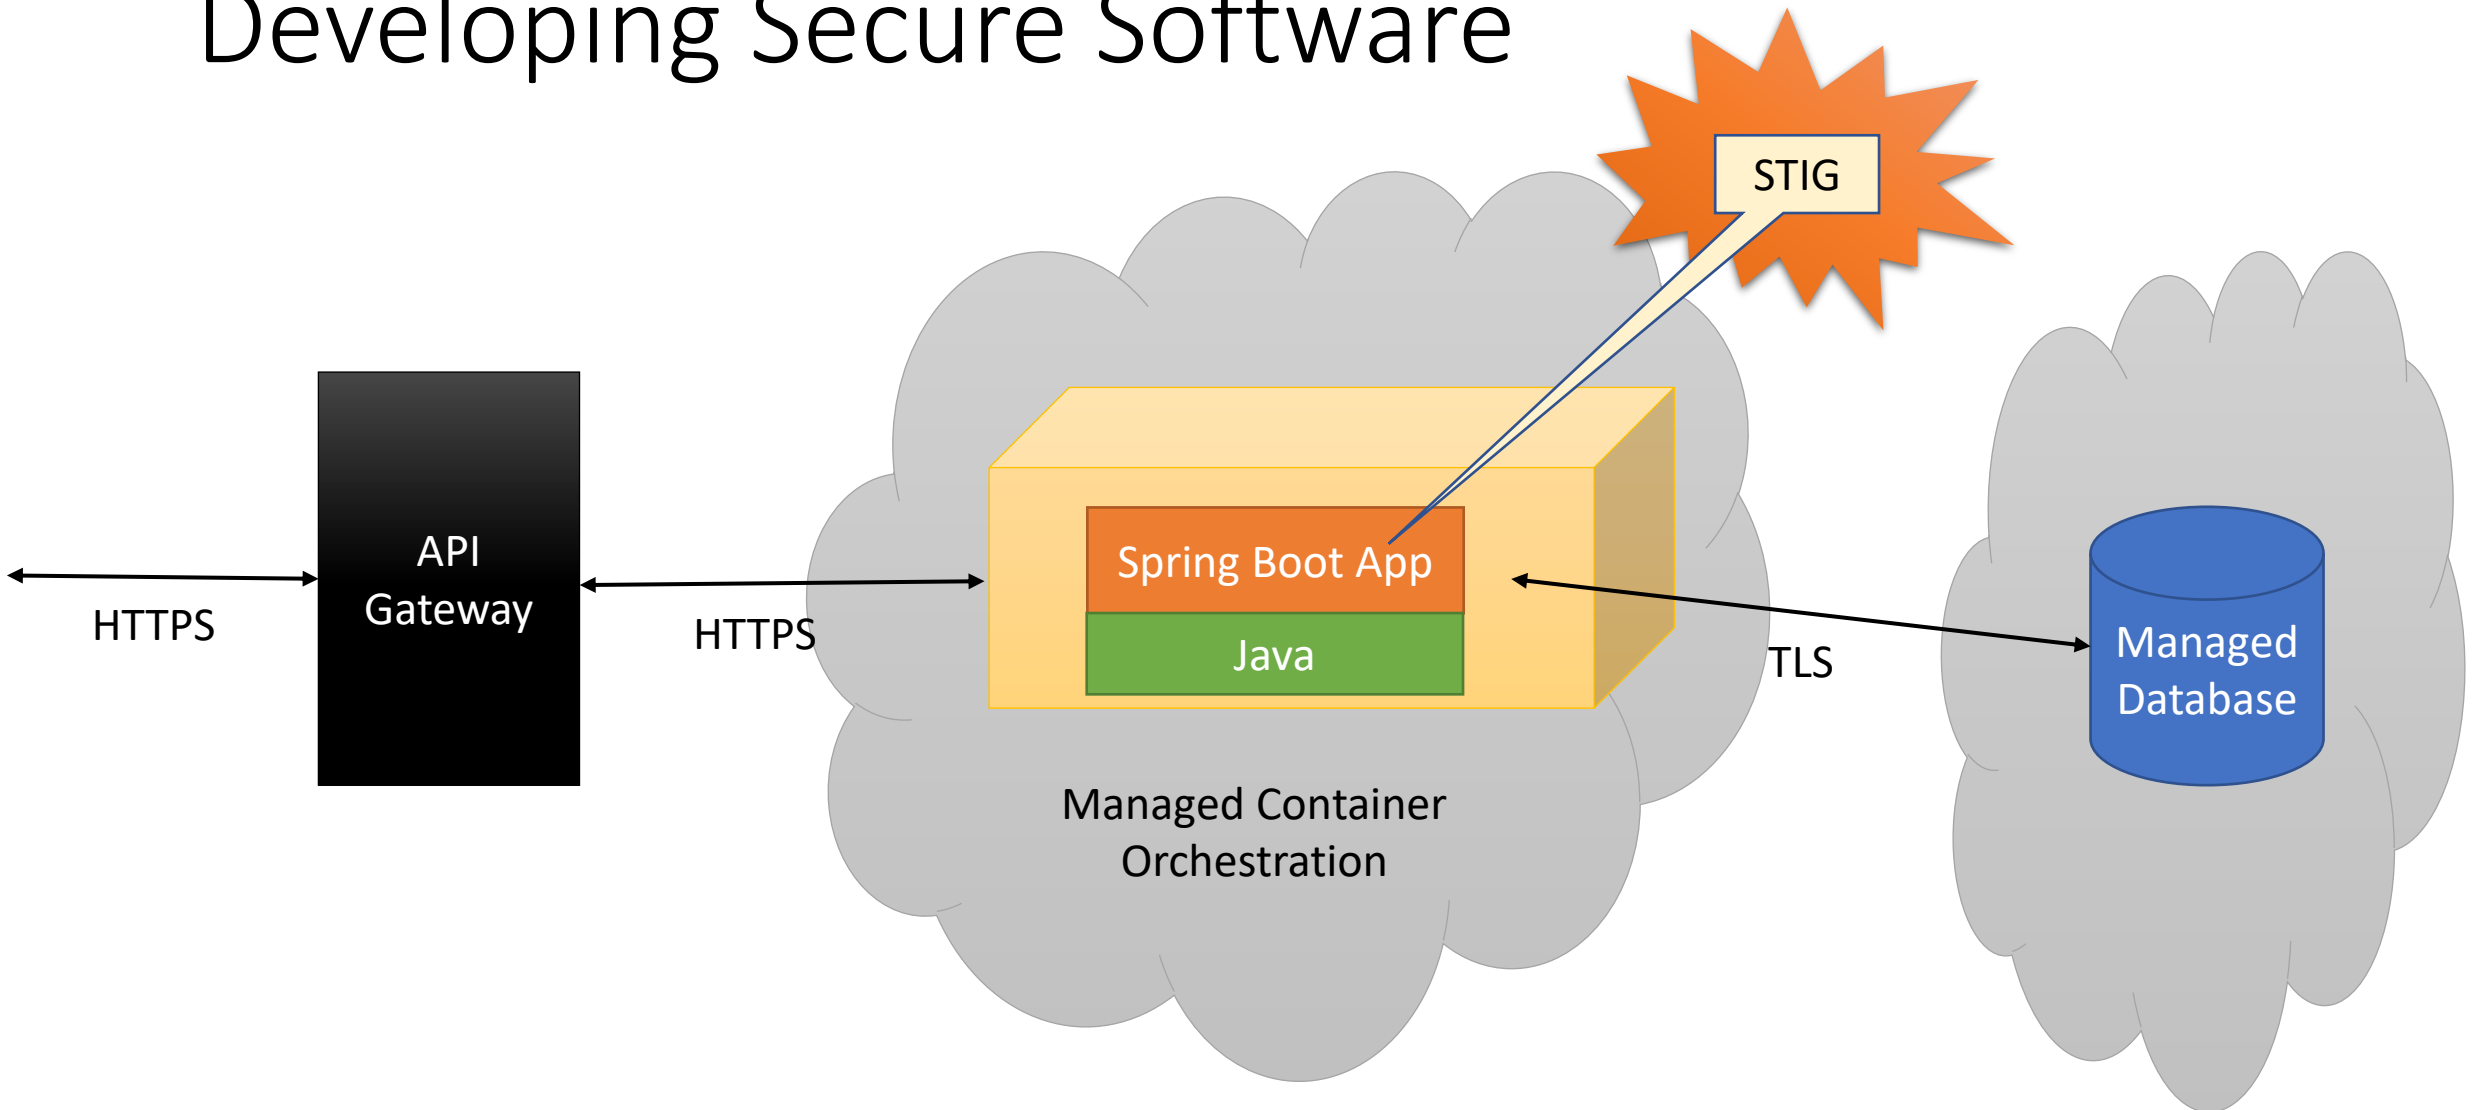 Developing Secure Software
STIG
API
Gateway
HTTPS
HTTPS
Spring Boot App
Java
TLS
Managed
Database
Managed Container
Orchestration